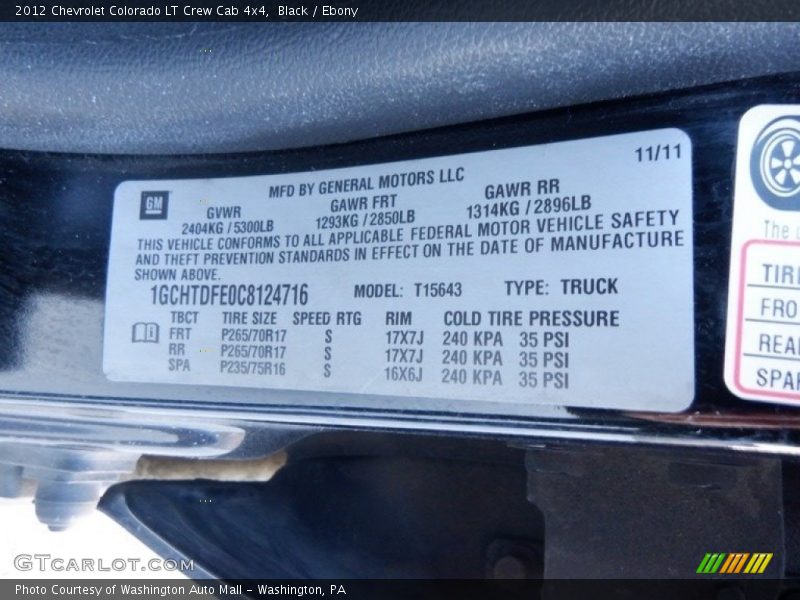 2012 Chevrolet Colorado LT Crew Cab 4x4, Black / Ebony
11/11
MFD BY GENERAL MOTORS LLC
GM
GVWR GAWR FRT GAWR RR
2404KG / 5300LB 1293KG / 2850LB 1314KG / 2896LB
THIS VEHICLE CONFORMS TO ALL APPLICABLE FEDERAL MOTOR VEHICLE SAFETY
AND THEFT PREVENTION STANDARDS IN EFFECT ON THE DATE OF MANUFACTURE
SHOWN ABOVE.
1GCHTDFE0C8124716 MODEL: T15643 TYPE: TRUCK
TBCT TIRE SIZE SPEED RTG RIM COLD TIRE PRESSURE
FRT P265/70R17 S 17X7J 240 KPA 35 PSI
RR P265/70R17 S 17X7J 240 KPA 35 PSI
SPA P235/75R16 S 16X6J 240 KPA 35 PSI
The
TIR
FRO
REA
SPA
GTcarlot.com
Photo Courtesy of Washington Auto Mall - Washington, PA